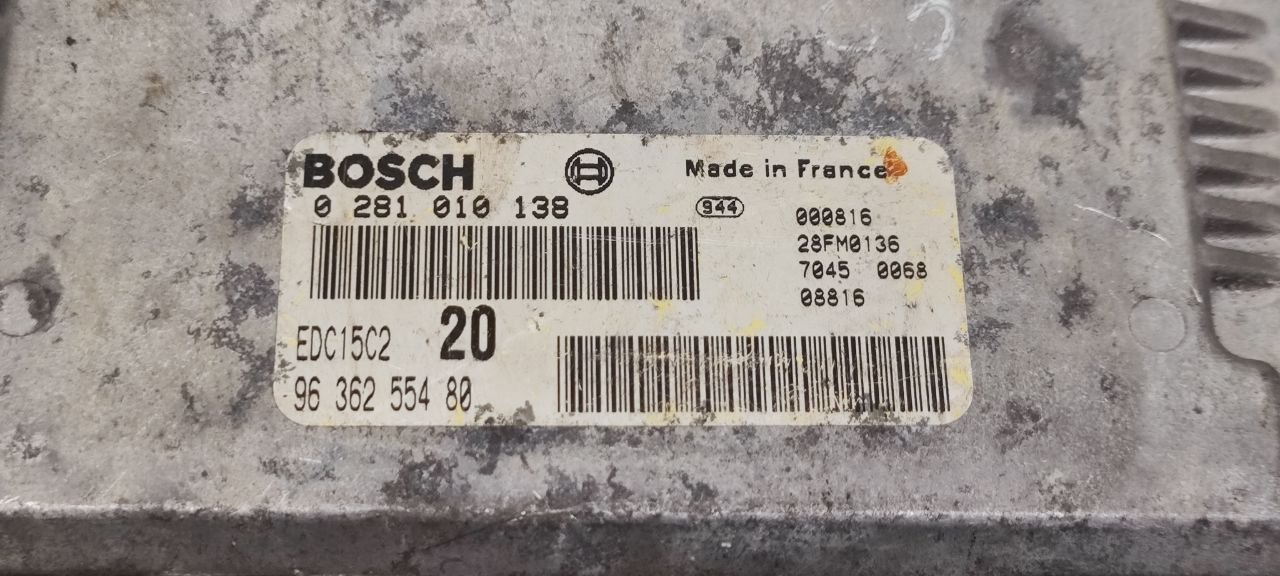 BOSCH
Made in France
0 281 010 138
944
000816
28FM0136
7045 0068
08816
EDC15C2 20
96 362 554 80